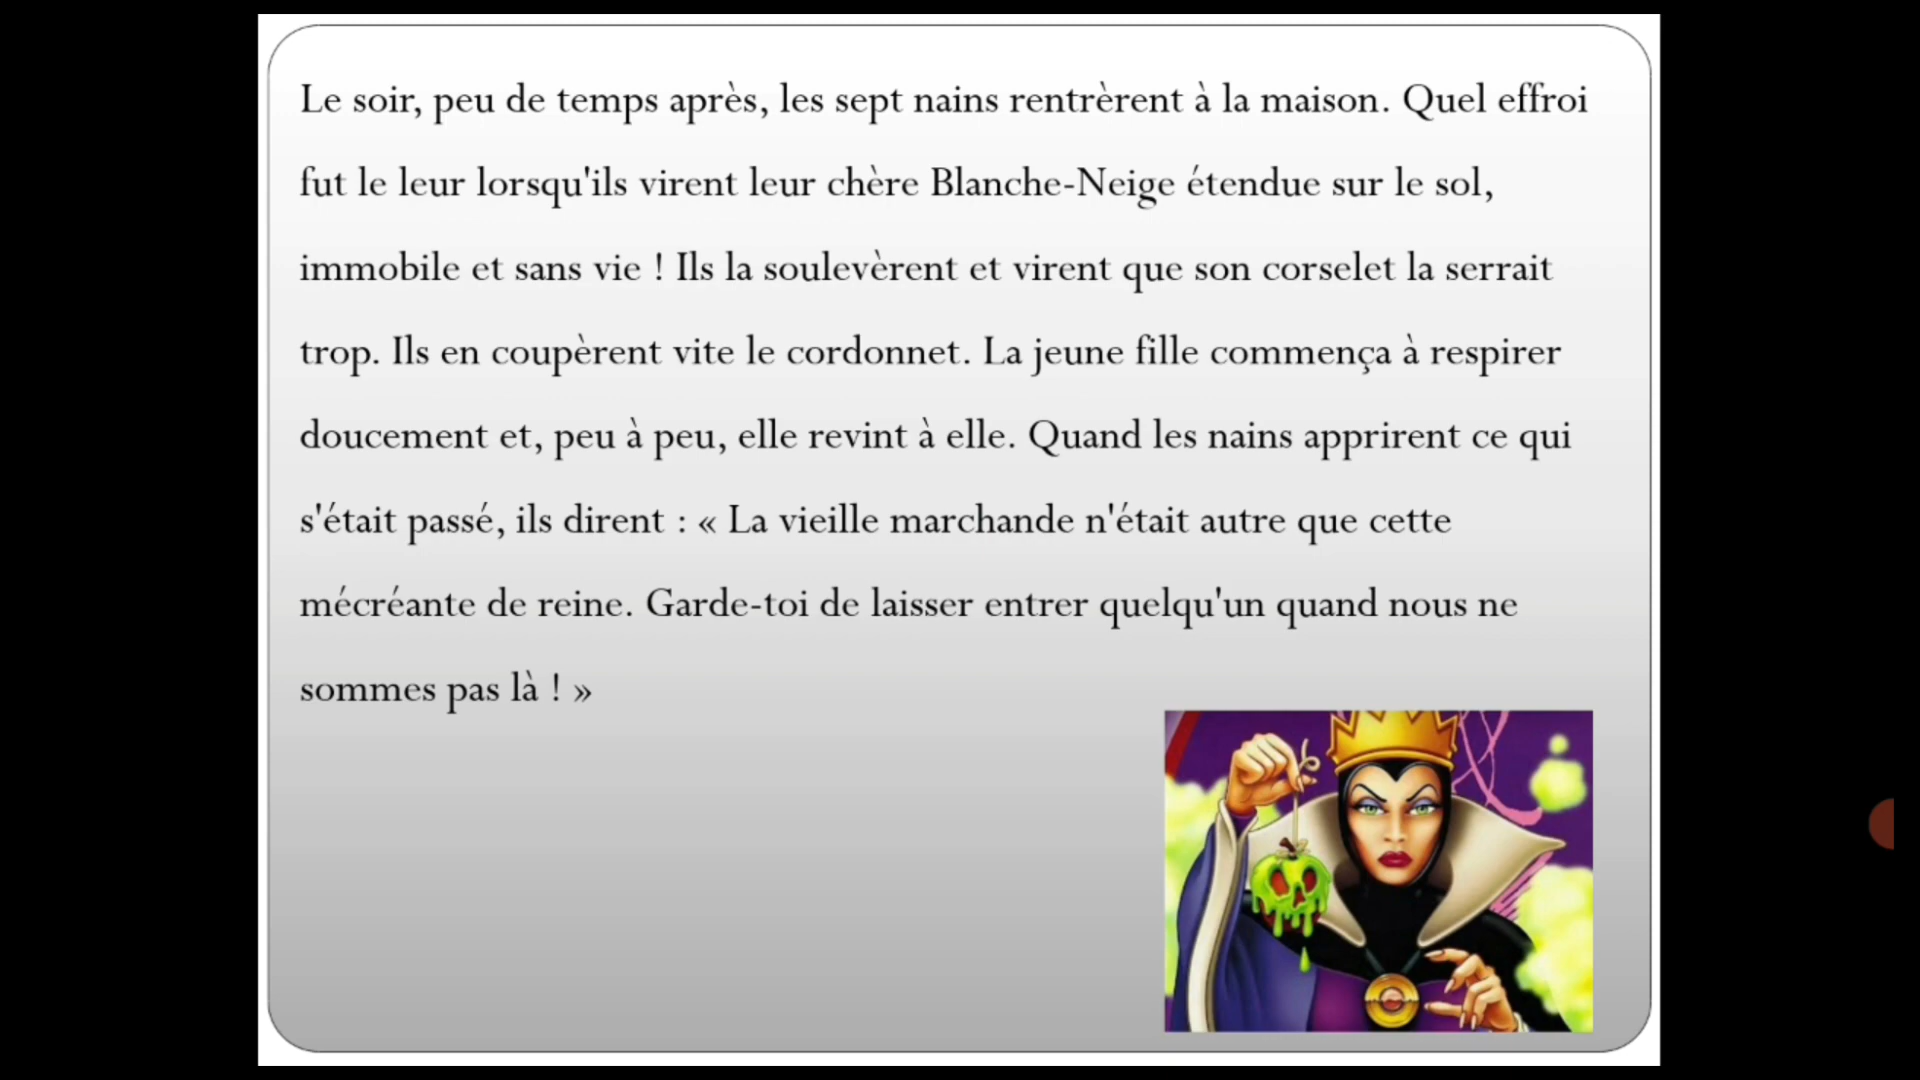 Le soir, peu de temps après, les sept nains rentrèrent à la maison. Quel effroi
fut le leur lorsqu'ils virent leur chère Blanche-Neige étendue sur le sol,
immobile et sans vie ! Ils la soulevèrent et virent que son corselet la serrait
trop. Ils en coupèrent vite le cordonnet. La jeune fille commença à respirer
doucement et, peu à peu, elle revint à elle. Quand les nains apprirent ce qui
s'était passé, ils dirent : « La vieille marchande n'était autre que cette
mécréante de reine. Garde-toi de laisser entrer quelqu'un quand nous ne
sommes pas là ! »